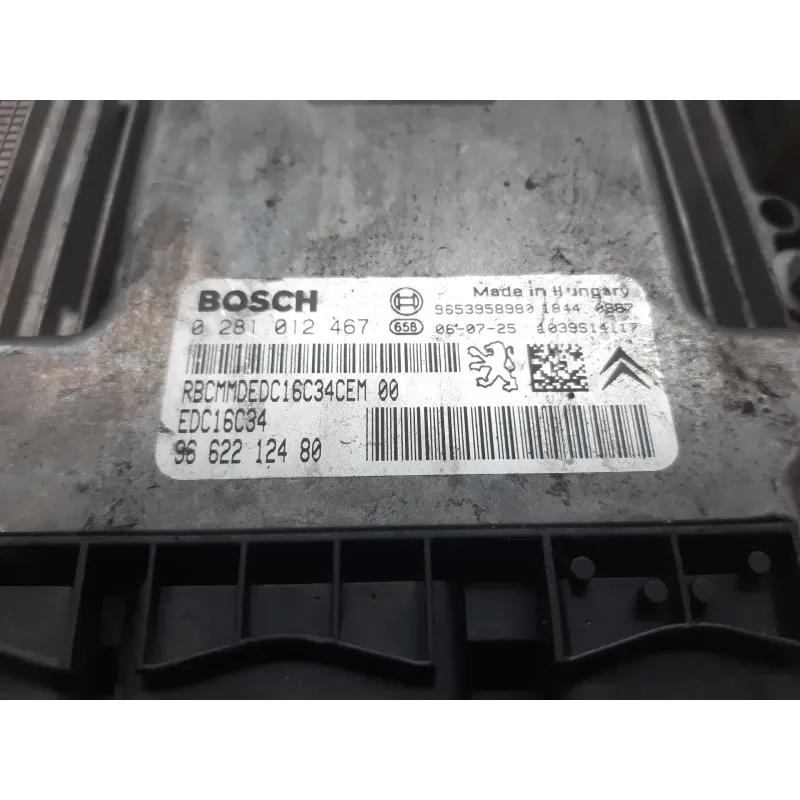 BOSCH
Made in Hungary
9653958980 1844 0387
0 281 012 467
658 06-07-25 1039S14117
RBCMMDEDC16C34CEM 00
EDC16C34
96 622 124 80